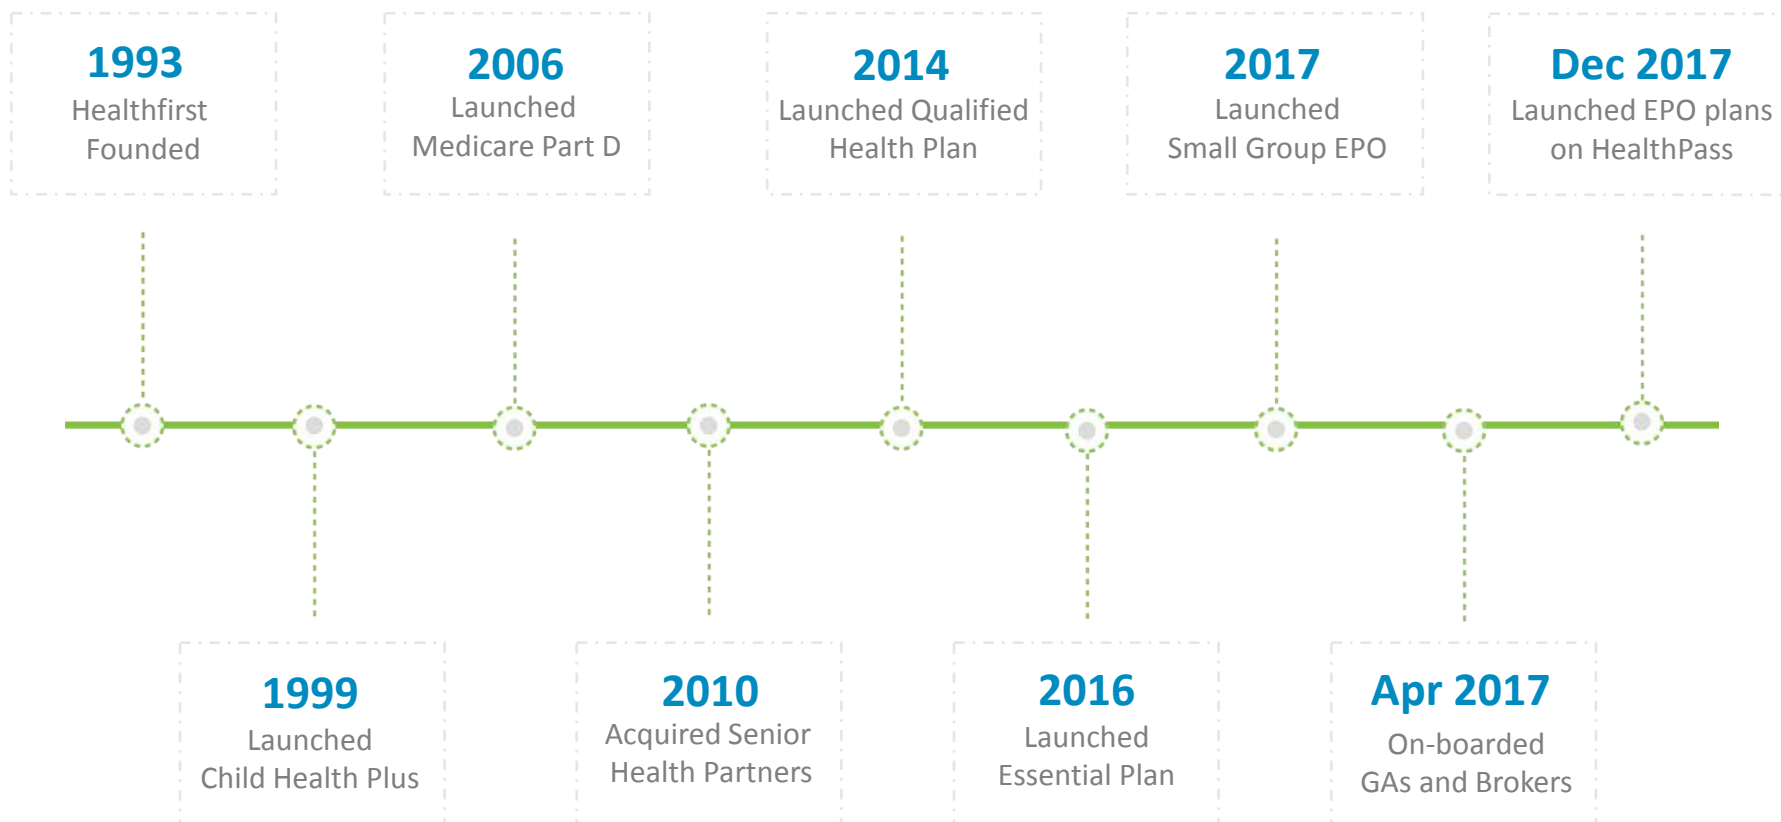 1993
Healthfirst
Founded
2006
Launched
Medicare Part D
2014
Launched Qualified
Health Plan
2017
Launched
Small Group EPO
Dec 2017
Launched EPO plans
on HealthPass
1999
Launched
Child Health Plus
2010
Acquired Senior
Health Partners
2016
Launched
Essential Plan
Apr 2017
On-boarded
GAs and Brokers